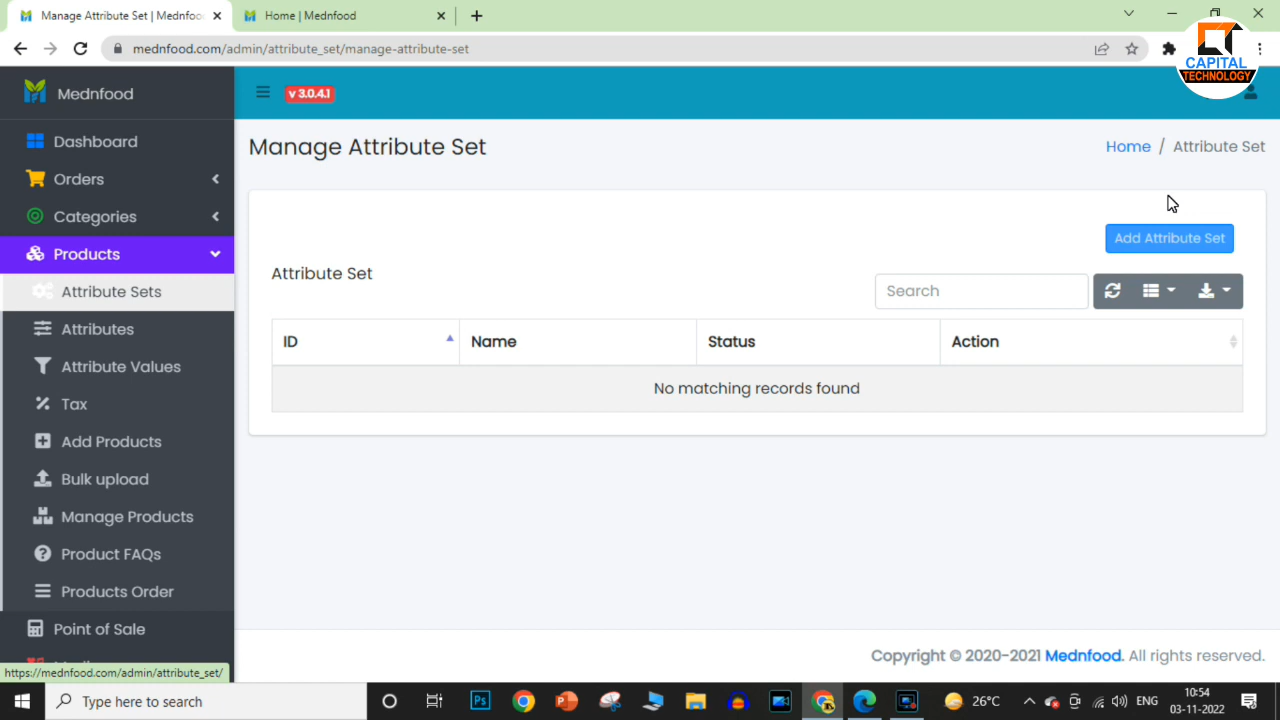 Manage Attribute Set | Mednfoo
Home | Mednfood
mednfood.com/admin/attribute_set/manage-attribute-set
CAPITAL
TECHNOLOGY
Mednfood
v 3.0.4.1
Dashboard
Manage Attribute Set
Home / Attribute Set
Orders
Categories
Products
Add Attribute Set
Attribute Sets
Attribute Set
Search
Attributes
ID Name Status Action
Attribute Values
No matching records found
Tax
Add Products
Bulk upload
Manage Products
Product FAQs
Products Order
Point of Sale
Copyright © 2020-2021 Mednfood. All rights reserved.
https://mednfood.com/admin/attribute_set/
Type here to search
Ps
26°C
ENG
10:54
03-11-2022